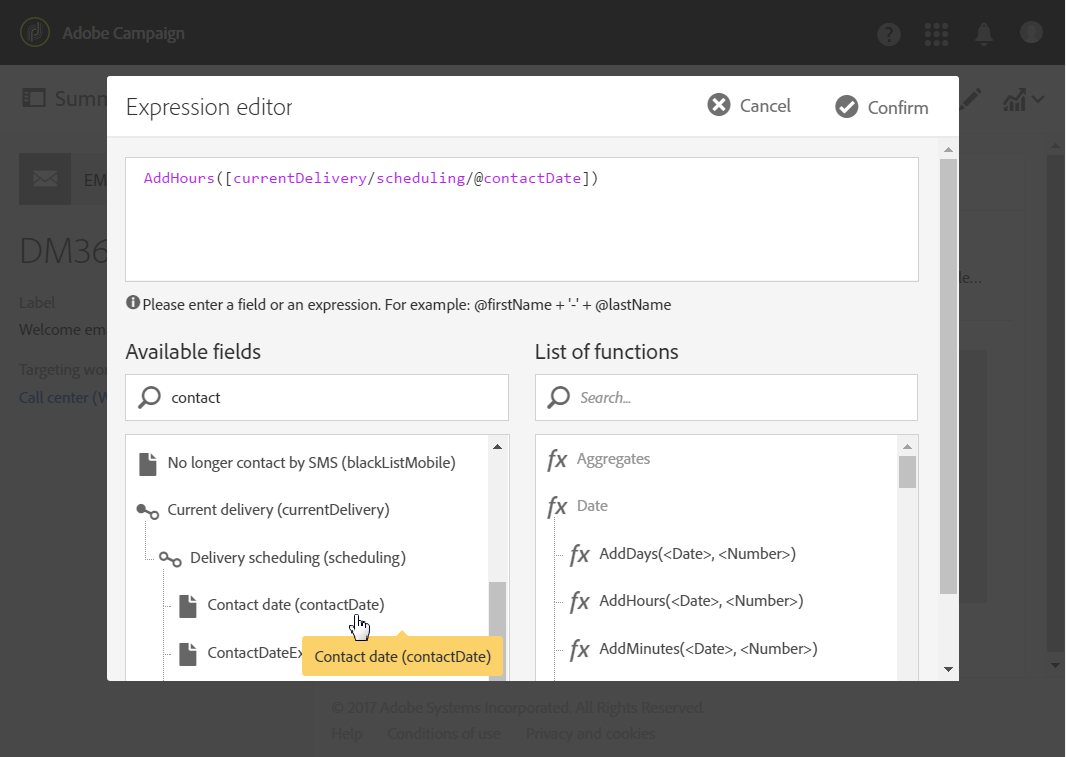 Adobe Campaign
Summ
Expression editor
Cancel
Confirm
EM
AddHours([currentDelivery/scheduling/@contactDate])
DM36
le...
Label
Welcome em
Please enter a field or an expression. For example: @firstName + '-' + @lastName
Targeting wo
Call center (W
Available fields
List of functions
contact
Search...
No longer contact by SMS (blackListMobile)
Aggregates
Current delivery (currentDelivery)
Date
Delivery scheduling (scheduling)
AddDays(<Date>, <Number>)
Contact date (contactDate)
AddHours(<Date>, <Number>)
ContactDateEx
Contact date (contactDate)
AddMinutes(<Date>, <Number>)
© 2017 Adobe Systems Incorporated. All Rights Reserved.
Help Conditions of use Privacy and cookies